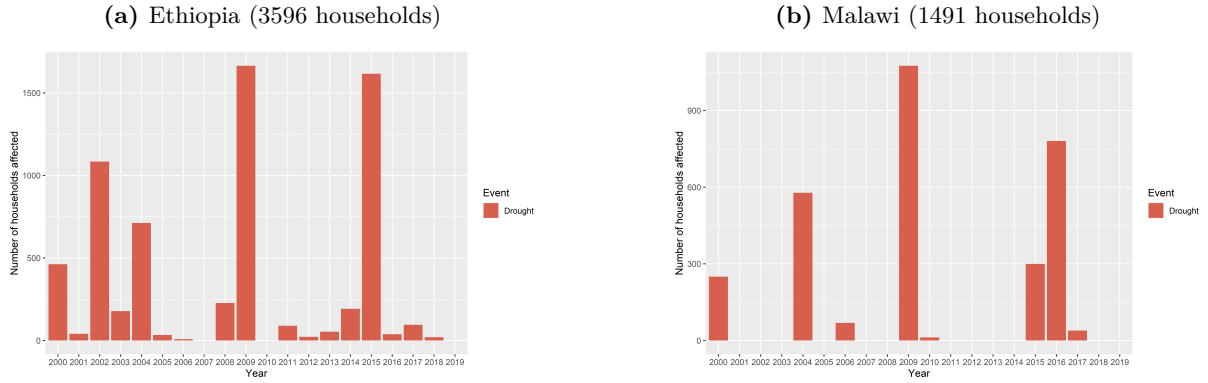 (a) Ethiopia (3596 households)
1500
1000
500
0
Number of households affected
2000 2001 2002 2003 2004 2005 2006 2007 2008 2009 2010 2011 2012 2013 2014 2015 2016 2017 2018 2019
Year
Event
Drought
(b) Malawi (1491 households)
900
600
300
0
Number of households affected
2000 2001 2002 2003 2004 2005 2006 2007 2008 2009 2010 2011 2012 2013 2014 2015 2016 2017 2018 2019
Year
Event
Drought